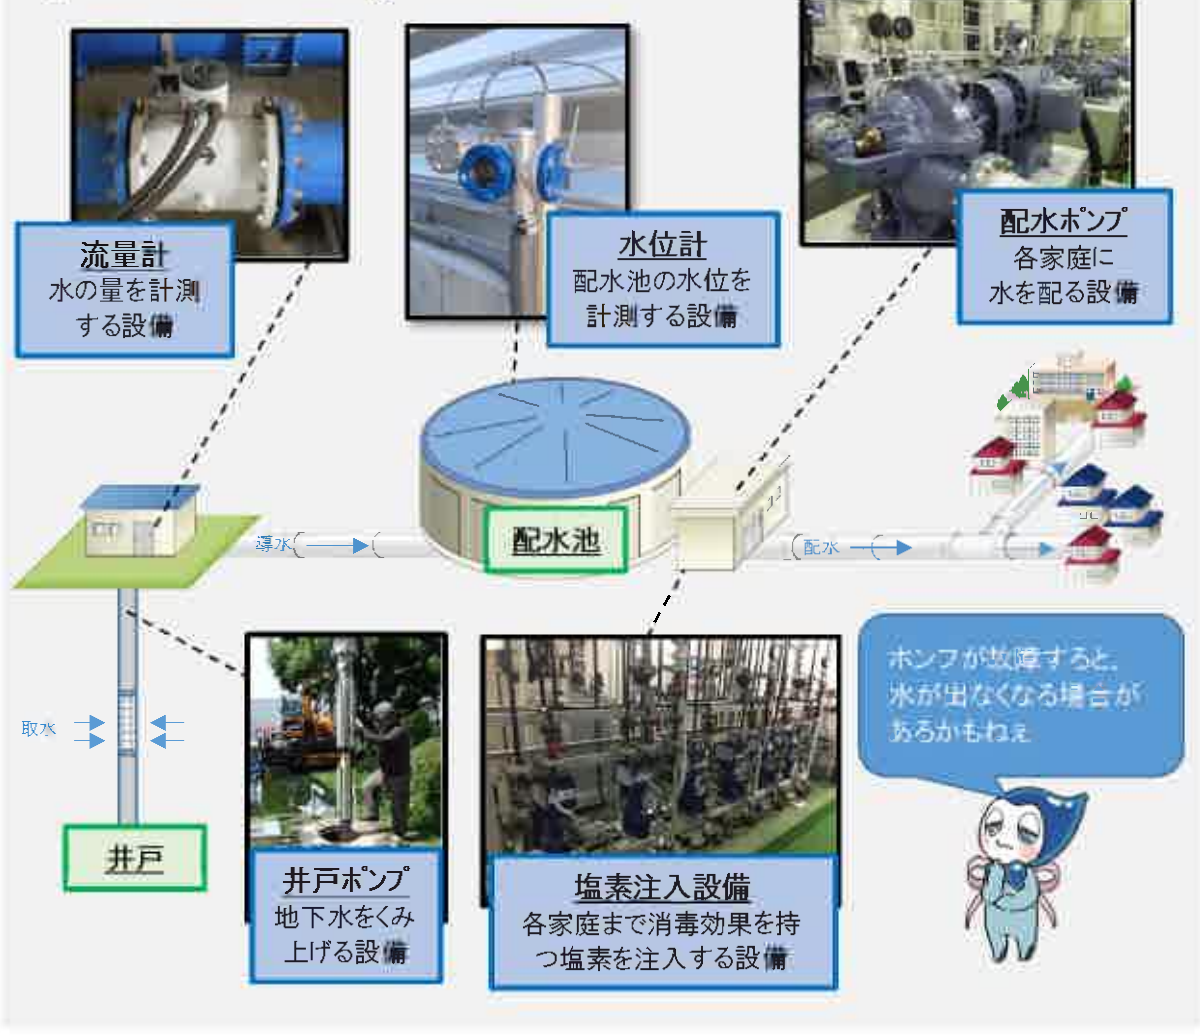 流量計
水の量を計測
する設備
水位計
配水池の水位を
計測する設備
配水ポンプ
各家庭に
水を配る設備
導水
配水池
配水
取水
井戸
井戸ポンプ
地下水をくみ
上げる設備
塩素注入設備
各家庭まで消毒効果を持
つ塩素を注入する設備
ポンプが故障すると、
水が出なくなる場合が
あるかもねぇ